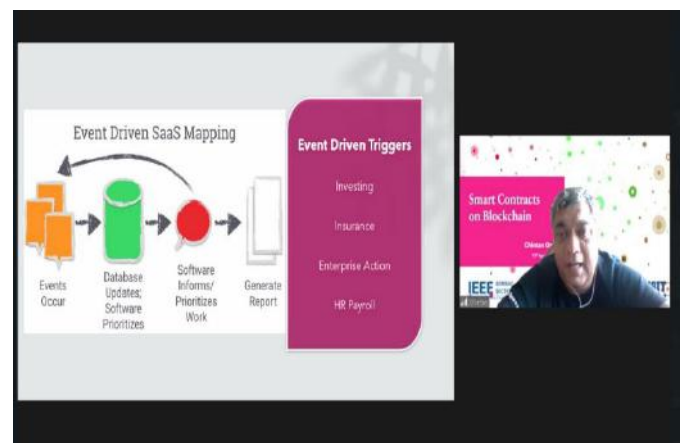 Event Driven SaaS Mapping
Events
Occur
Database
Updates;
Software
Prioritizes
Software
Informs/
Prioritizes
Work
Generate
Report
Event Driven Triggers
Investing
Insurance
Enterprise Action
HR Payroll
Smart Contracts
on Blockchain
IEEE